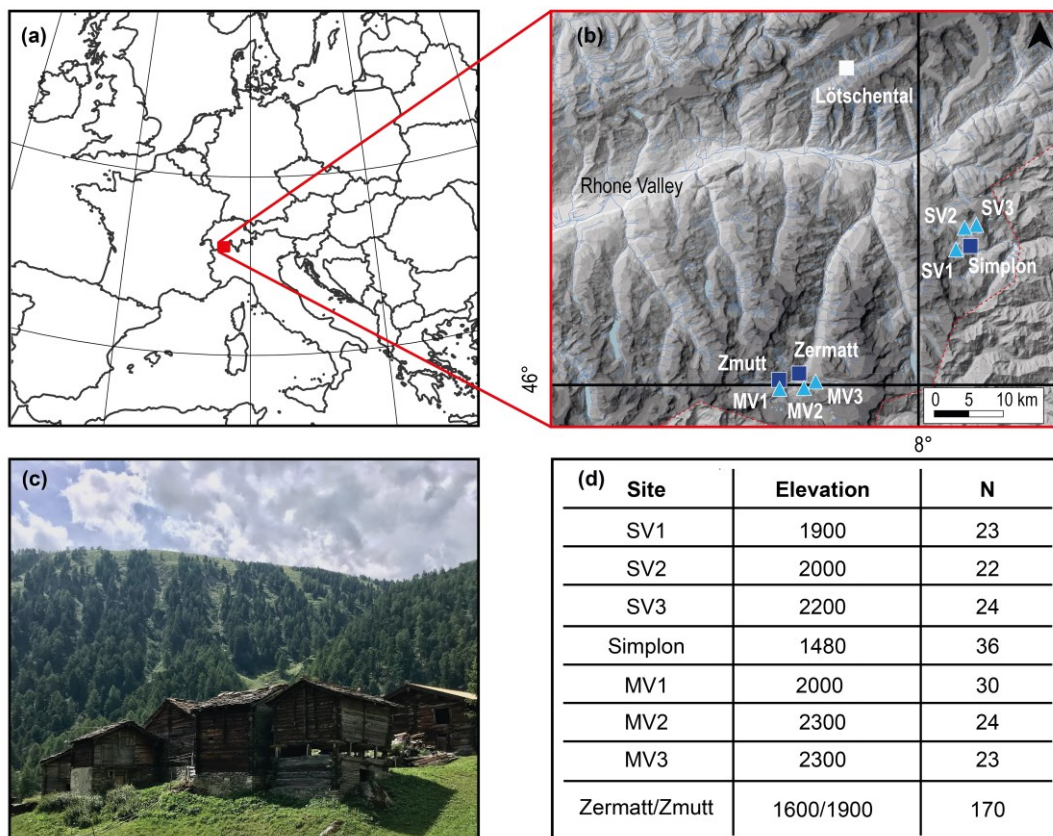 (a)
(b)
Lötschental
Rhone Valley
SV2 SV3
SV1 Simplon
Zmutt Zermatt
MV1 MV2 MV3
0 5 10 km
46°
8°
(c)
(d)
Site Elevation N
SV1 1900 23
SV2 2000 22
SV3 2200 24
Simplon 1480 36
MV1 2000 30
MV2 2300 24
MV3 2300 23
Zermatt/Zmutt 1600/1900 170